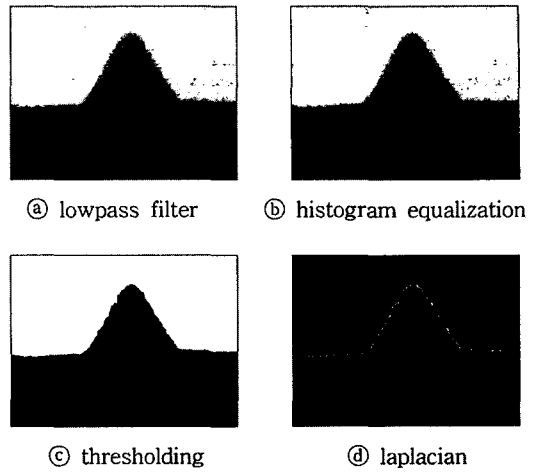 ⓐ lowpass filter
ⓑ histogram equalization
ⓒ thresholding
ⓓ laplacian